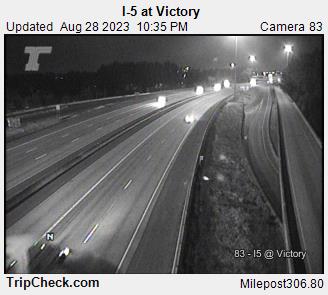 I-5 at Victory
Updated Aug 28 2023 10:35 PM Camera 83
T
N
83 - I5 @ Victory
TripCheck.com Milepost306.80